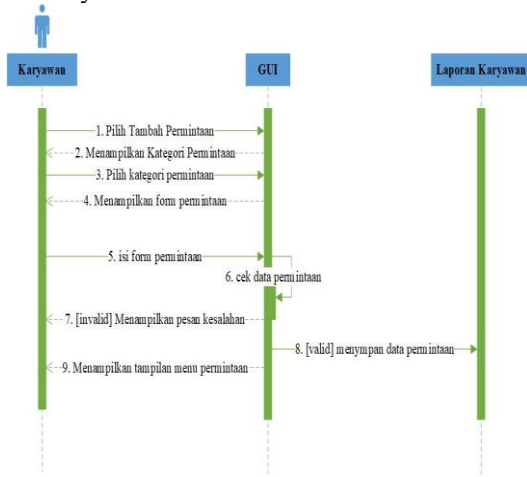 Karyawan
GUI
Laporan Karyawan
1. Pilih Tambah Permintaan
2. Menampilkan Kategori Permintaan
3. Pilih kategori permintaan
4. Menampilkan form permintaan
5. isi form permintaan
6. cek data permintaan
7. [invalid] Menampilkan pesan kesalahan
8. [valid] menympan data permintaan
9. Menampilkan tampilan menu permintaan